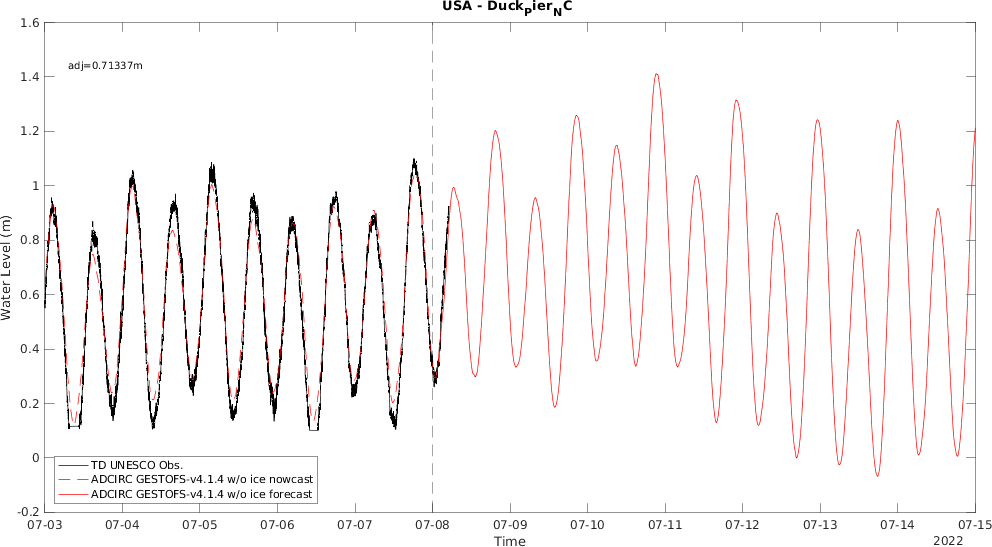 USA - DuckPierNC
1.6
adj=0.71337m
1.4
1.2
1
0.8
0.6
0.4
0.2
0
-0.2
Water Level (m)
TD UNESCO Obs.
ADCIRC GESTOFS-v4.1.4 w/o ice nowcast
ADCIRC GESTOFS-v4.1.4 w/o ice forecast
07-03 07-04 07-05 07-06 07-07 07-08 07-09 07-10 07-11 07-12 07-13 07-14 07-15
Time
2022